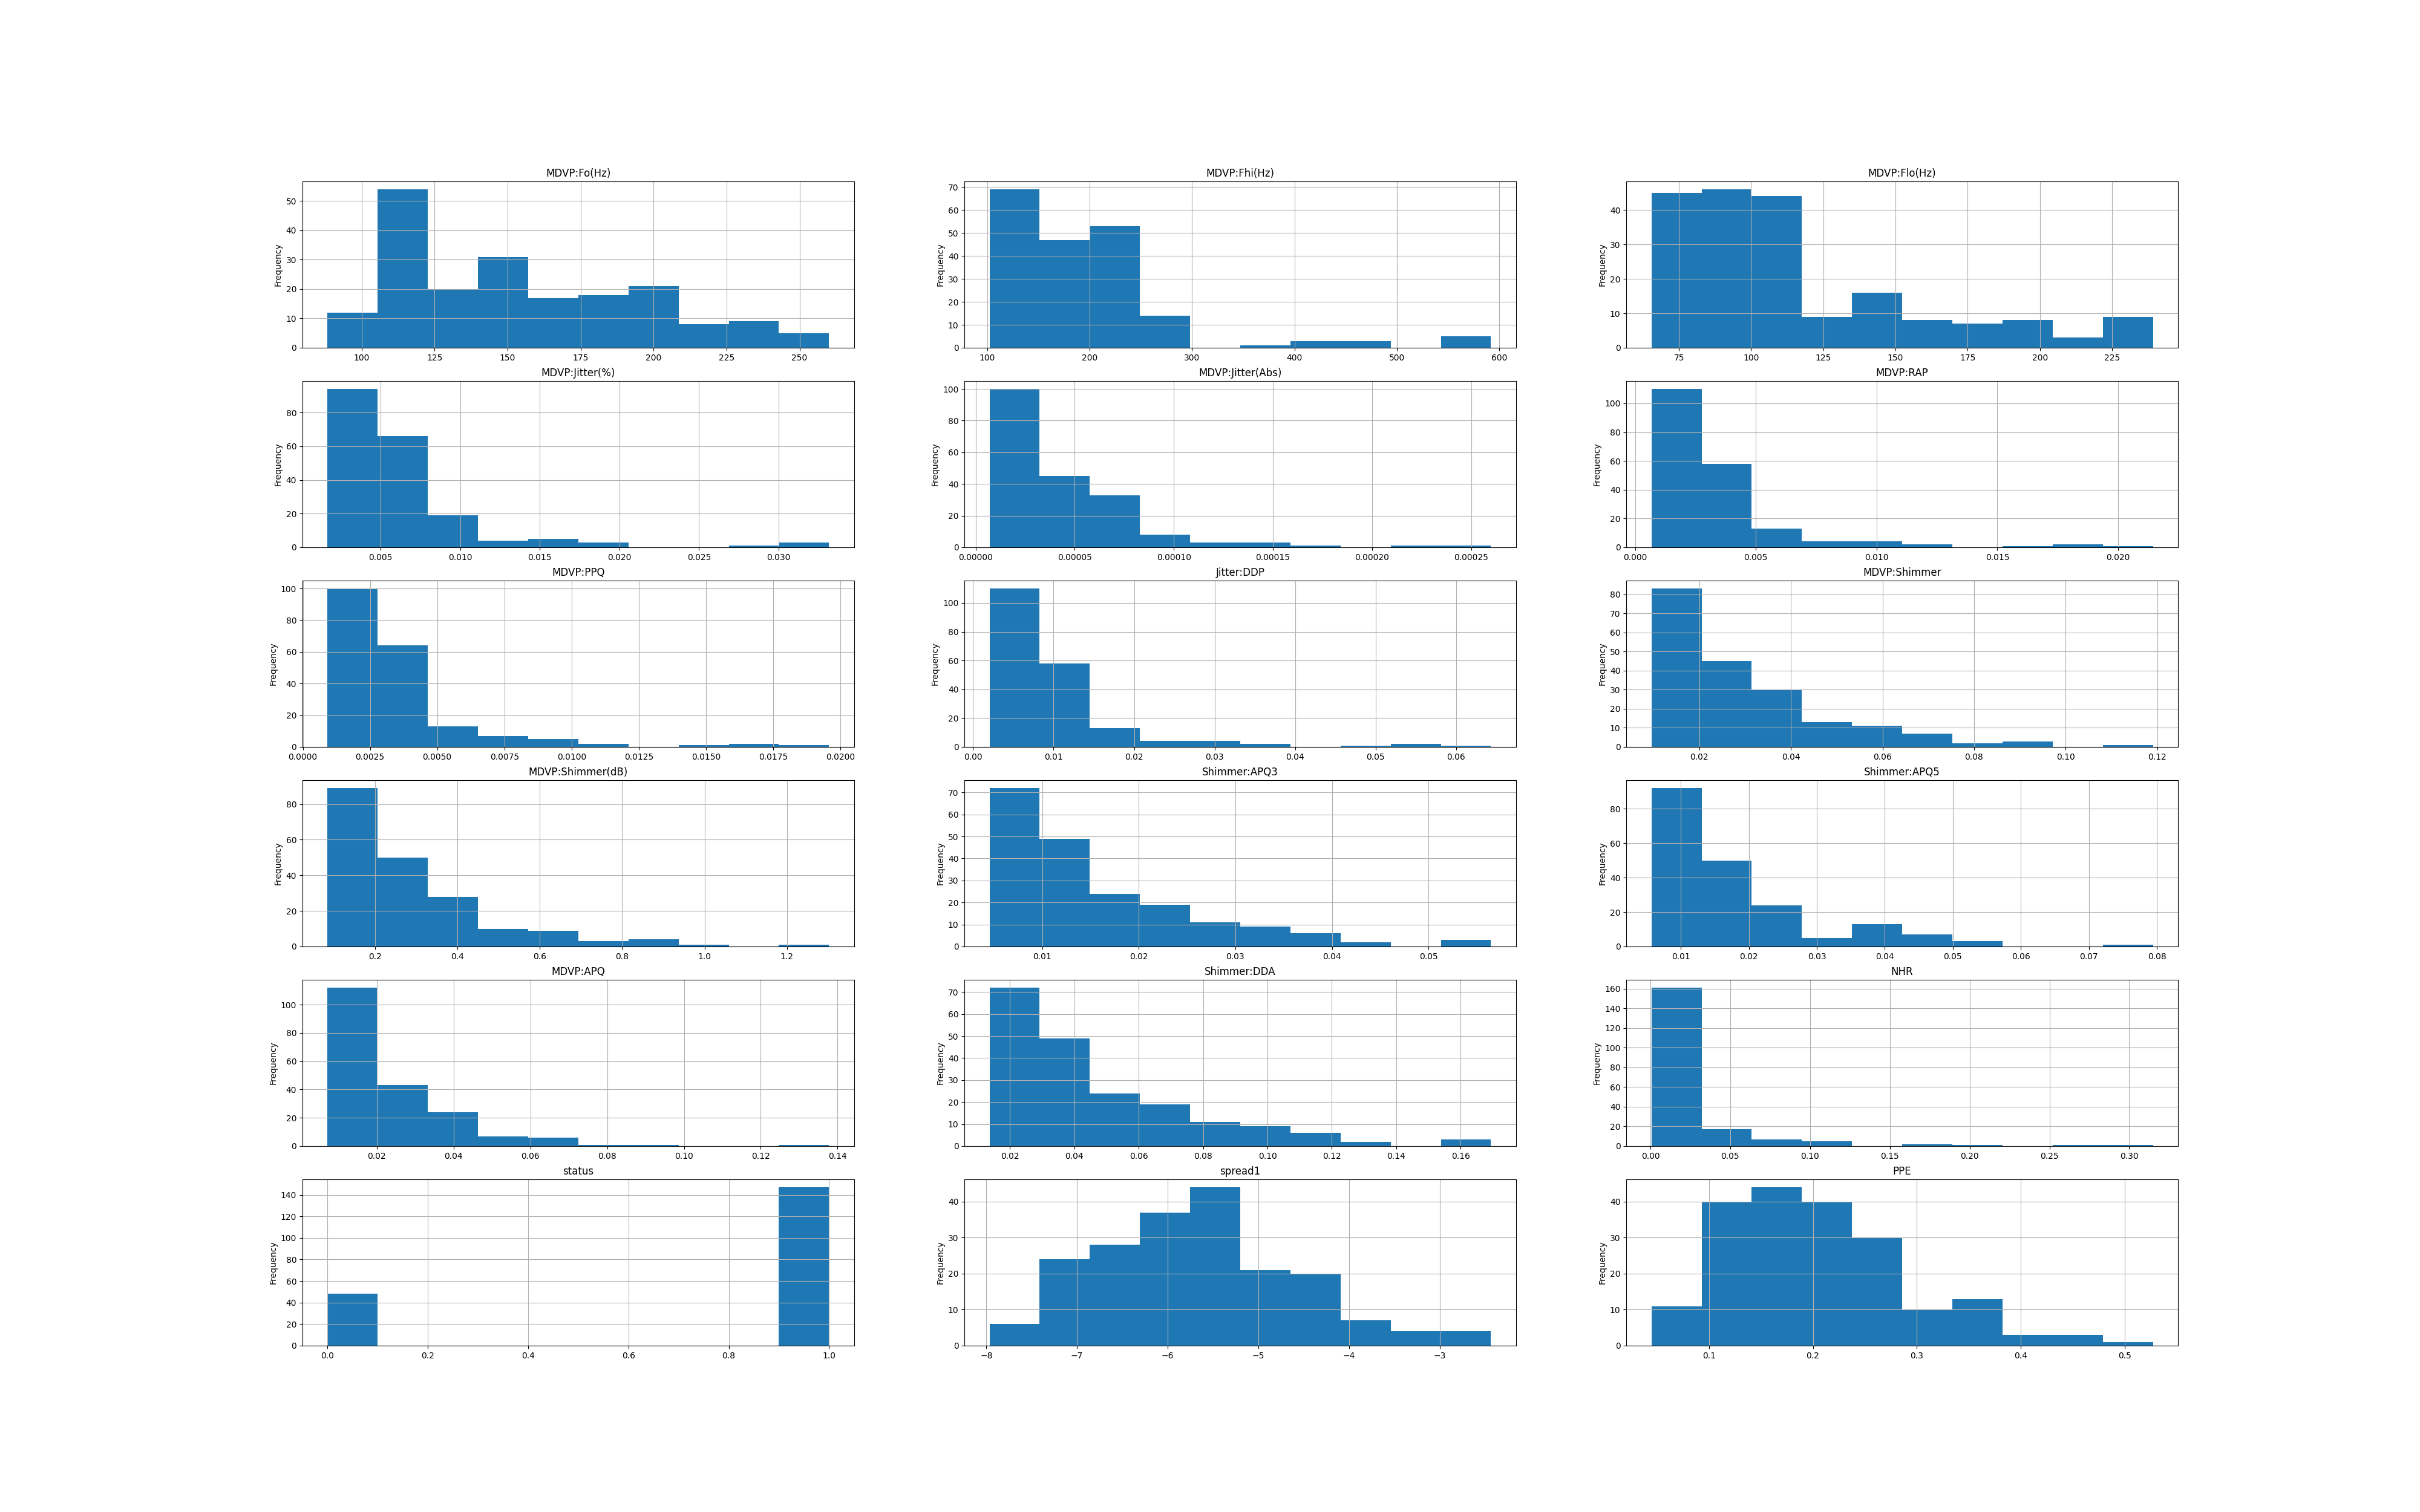 MDVP:Fo(Hz)
Frequency
50
40
30
20
10
0
100 125 150 175 200 225 250
MDVP:Fhi(Hz)
Frequency
70
60
50
40
30
20
10
0
100 200 300 400 500 600
MDVP:Flo(Hz)
Frequency
40
30
20
10
0
75 100 125 150 175 200 225
MDVP:Jitter(%)
Frequency
80
60
40
20
0
0.005 0.010 0.015 0.020 0.025 0.030
MDVP:Jitter(Abs)
Frequency
100
80
60
40
20
0
0.00000 0.00005 0.00010 0.00015 0.00020 0.00025
MDVP:RAP
Frequency
100
80
60
40
20
0
0.000 0.005 0.010 0.015 0.020
MDVP:PPQ
Frequency
100
80
60
40
20
0
0.0000 0.0025 0.0050 0.0075 0.0100 0.0125 0.0150 0.0175 0.0200
Jitter:DDP
Frequency
100
80
60
40
20
0
0.00 0.01 0.02 0.03 0.04 0.05 0.06
MDVP:Shimmer
Frequency
80
70
60
50
40
30
20
10
0
0.02 0.04 0.06 0.08 0.10 0.12
MDVP:Shimmer(dB)
Frequency
80
60
40
20
0
0.2 0.4 0.6 0.8 1.0 1.2
Shimmer:APQ3
Frequency
70
60
50
40
30
20
10
0
0.01 0.02 0.03 0.04 0.05
Shimmer:APQ5
Frequency
80
60
40
20
0
0.01 0.02 0.03 0.04 0.05 0.06 0.07 0.08
MDVP:APQ
Frequency
100
80
60
40
20
0
0.02 0.04 0.06 0.08 0.10 0.12 0.14
Shimmer:DDA
Frequency
70
60
50
40
30
20
10
0
0.02 0.04 0.06 0.08 0.10 0.12 0.14 0.16
NHR
Frequency
160
140
120
100
80
60
40
20
0
0.00 0.05 0.10 0.15 0.20 0.25 0.30
status
Frequency
140
120
100
80
60
40
20
0
0.0 0.2 0.4 0.6 0.8 1.0
spread1
Frequency
40
30
20
10
0
−8 −7 −6 −5 −4 −3
PPE
Frequency
40
30
20
10
0
0.1 0.2 0.3 0.4 0.5